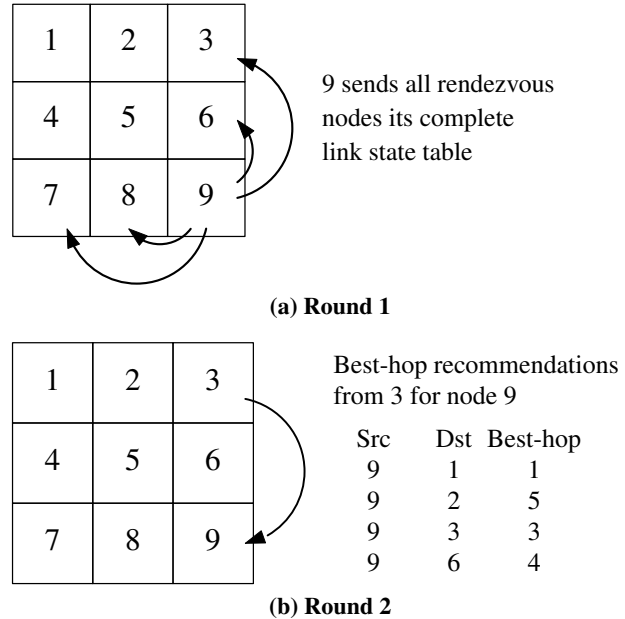 1 2 3
4 5 6
7 8 9
9 sends all rendezvous
nodes its complete
link state table
(a) Round 1
1 2 3
4 5 6
7 8 9
Best-hop recommendations
from 3 for node 9
Src Dst Best-hop
9 1 1
9 2 5
9 3 3
9 6 4
(b) Round 2